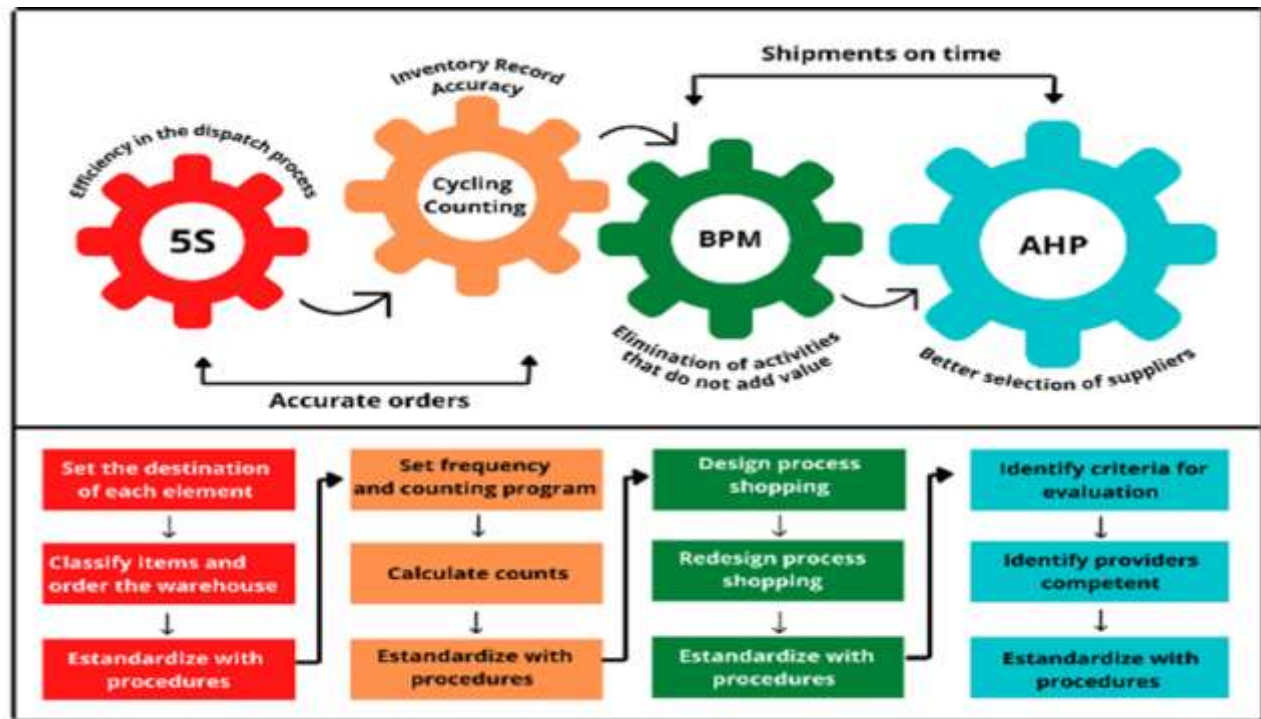 Shipments on time
Inventory Record
Accuracy
Efficiency in the dispatch process
Cycling
Counting
5S
BPM
AHP
Elimination of activities
that do not add value
Better selection of suppliers
Accurate orders
Set the destination
of each element
Classify items and
order the warehouse
Estandardize with
procedures
Set frequency
and counting program
Calculate counts
Estandardize with
procedures
Design process
shopping
Redesign process
shopping
Estandardize with
procedures
Identify criteria for
evaluation
Identify providers
competent
Estandardize with
procedures